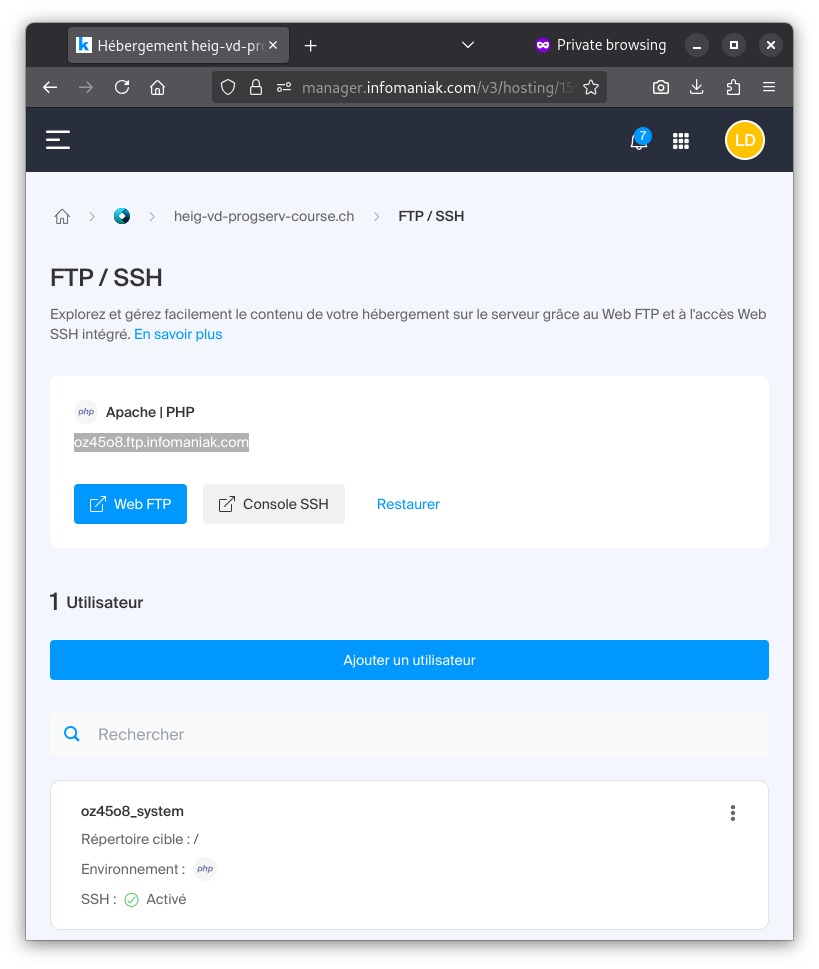 Hébergement heig-vd-pro
Private browsing
manager.infomaniak.com/v3/hosting/15
7
LD
heig-vd-progserv-course.ch
FTP / SSH
FTP / SSH
Explorez et gérez facilement le contenu de votre hébergement sur le serveur grâce au Web FTP et à l'accès Web
SSH intégré. En savoir plus
php Apache | PHP
oz45o8.ftp.infomaniak.com
Web FTP
Console SSH
Restaurer
1 Utilisateur
Ajouter un utilisateur
Rechercher
oz45o8_system
Répertoire cible : /
Environnement : php
SSH : Activé